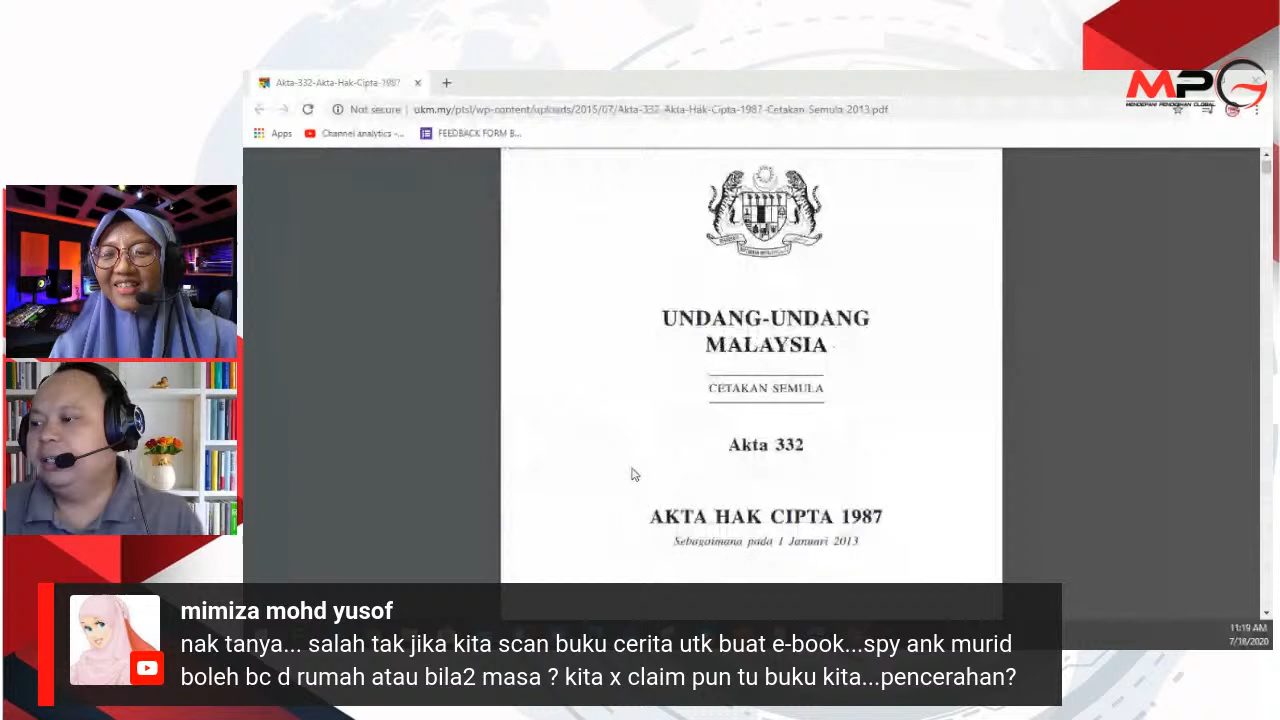 MPG
MENDEPANI PENDIDIKAN GLOBAL
Akta-332-Akta-Hak-Cipta-1987
Not secure
ukm.my/ptsl/wp-content/uploads/2015/07/Akta-332-Akta-Hak-Cipta-1987-Cetakan-Semula-2013.pdf
Apps
Channel analytics -...
FEEDBACK FORM B...
UNDANG-UNDANG
MALAYSIA
CETAKAN SEMULA
Akta 332
AKTA HAK CIPTA 1987
Sebagaimana pada 1 Januari 2013
11:19 AM
7/18/2020
mimiza mohd yusof
nak tanya... salah tak jika kita scan buku cerita utk buat e-book...spy ank murid
boleh bc d rumah atau bila2 masa ? kita x claim pun tu buku kita...pencerahan?